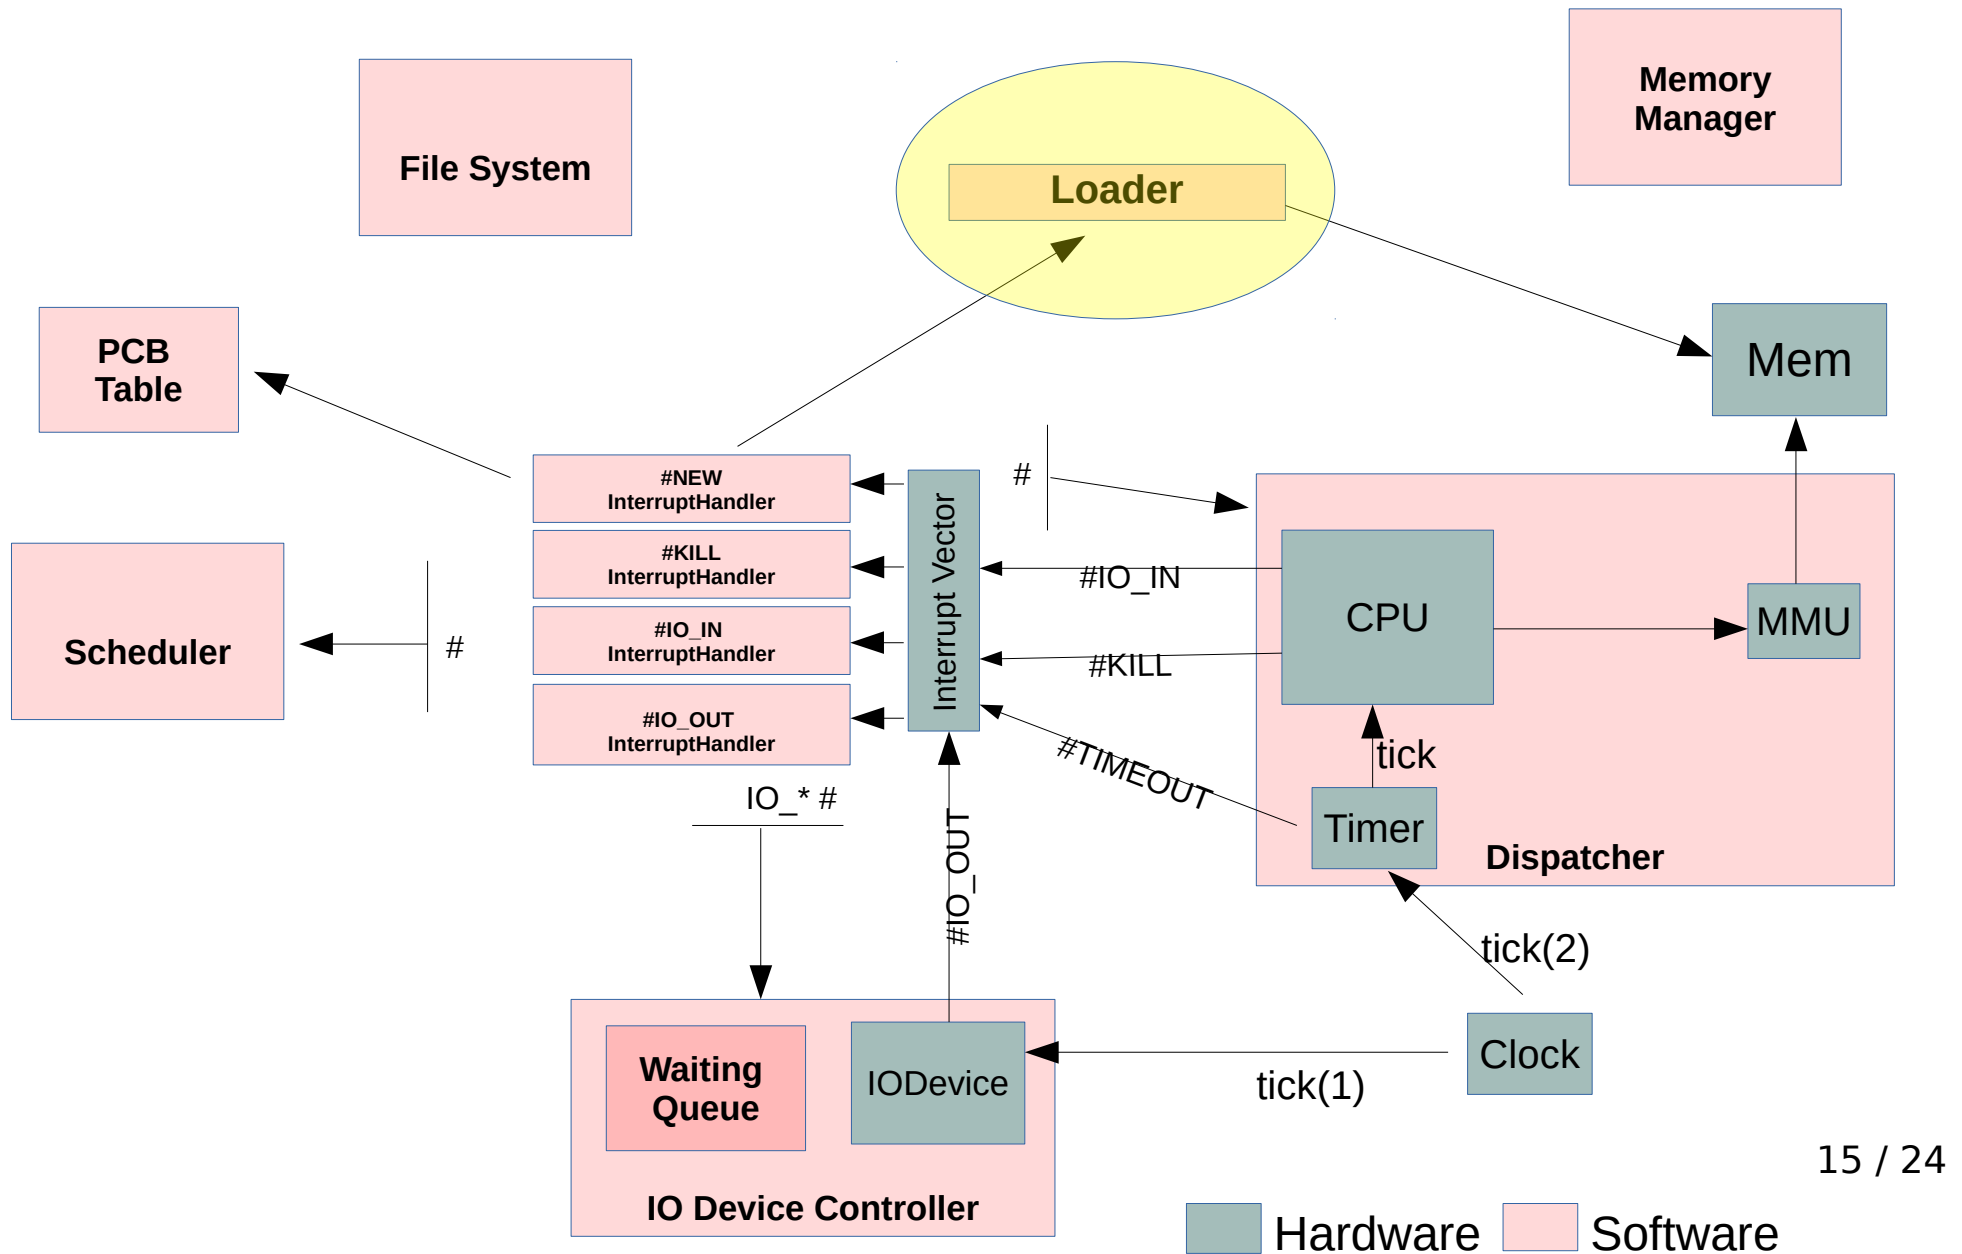 Memory
Manager
File System
Loader
PCB
Table
Mem
#NEW
InterruptHandler
#
#KILL
InterruptHandler
Interrupt Vector
#IO_IN
CPU
MMU
Scheduler
#
#IO_IN
InterruptHandler
#KILL
#IO_OUT
InterruptHandler
#TIMEOUT
tick
IO_* #
Timer
Dispatcher
#IO_OUT
tick(2)
Waiting
Queue
IODevice
Clock
tick(1)
IO Device Controller
15 / 24
Hardware
Software